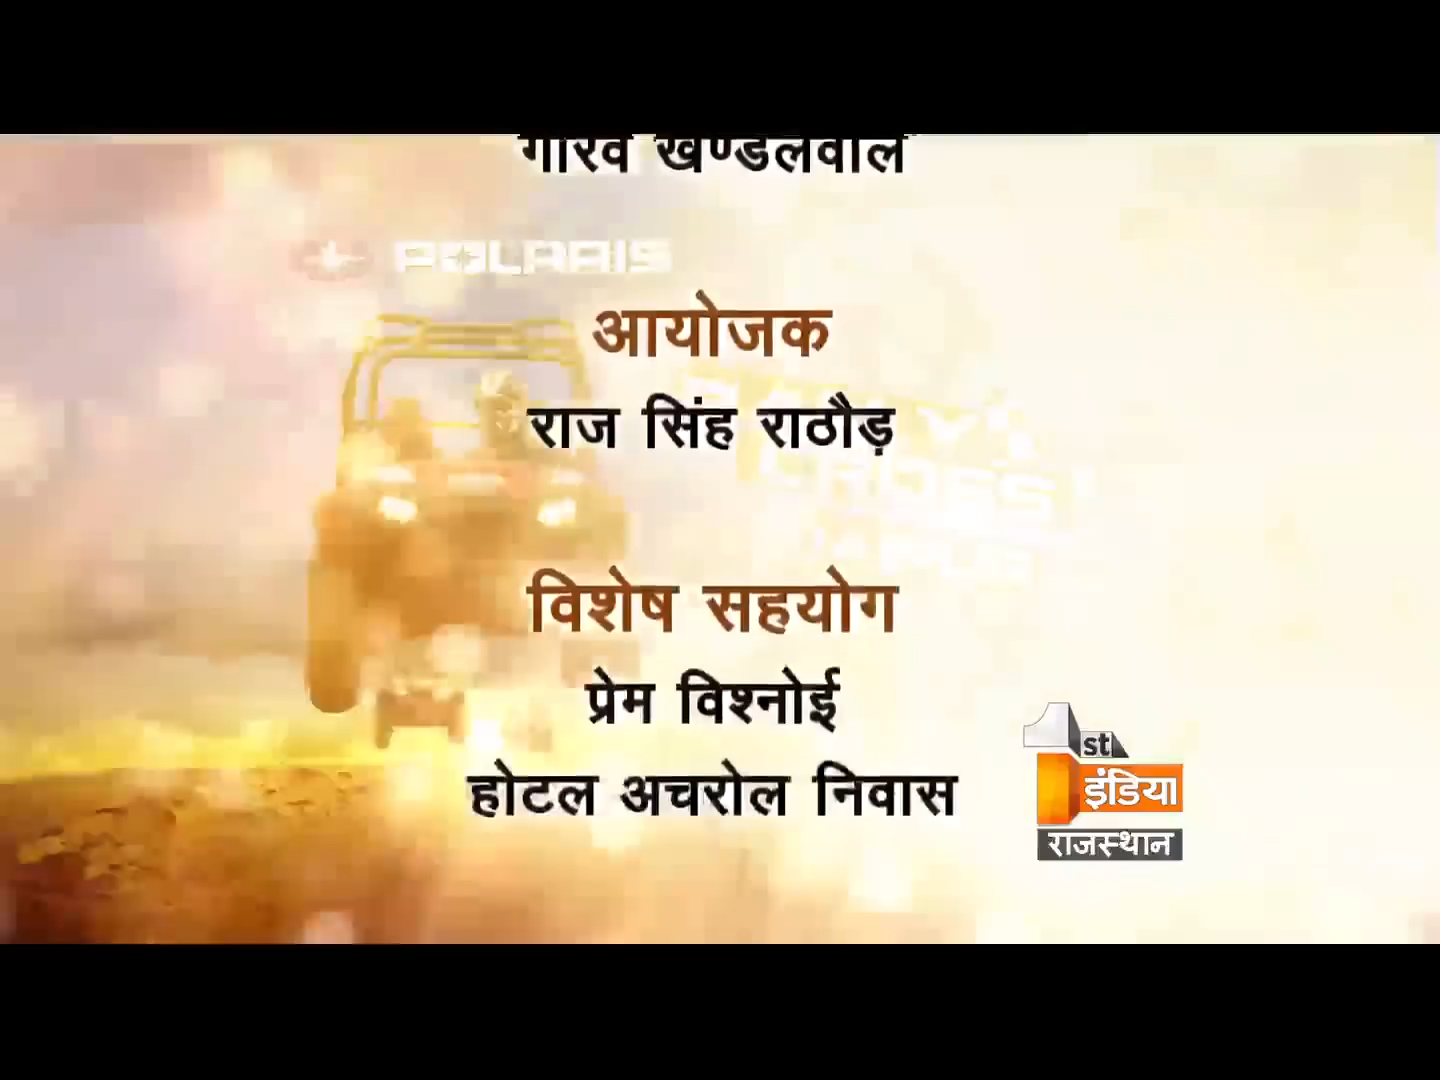 गौरव खण्डेलवाल
POLARIS
आयोजक
राज सिंह राठौड़
विशेष सहयोग
प्रेम विश्नोई
होटल अचरोल निवास
1st
इंडिया
राजस्थान